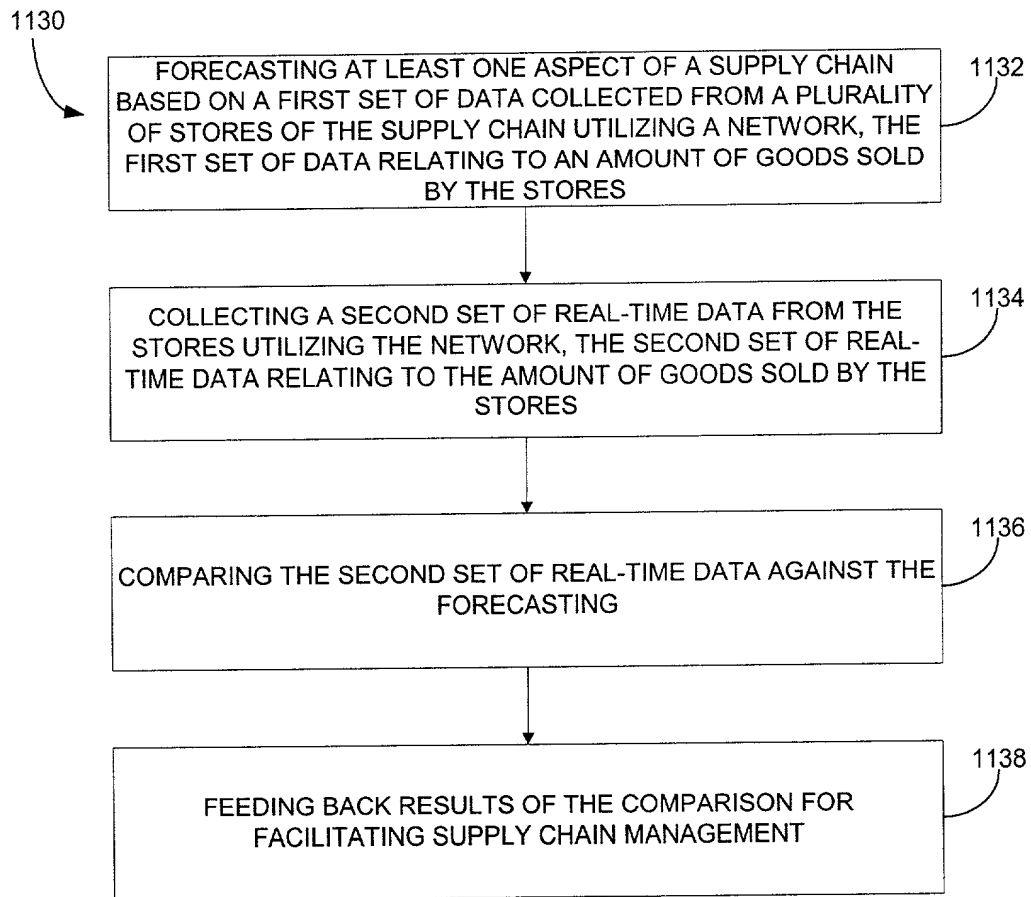 1130
FORECASTING AT LEAST ONE ASPECT OF A SUPPLY CHAIN
BASED ON A FIRST SET OF DATA COLLECTED FROM A PLURALITY
OF STORES OF THE SUPPLY CHAIN UTILIZING A NETWORK, THE
FIRST SET OF DATA RELATING TO AN AMOUNT OF GOODS SOLD
BY THE STORES
1132
COLLECTING A SECOND SET OF REAL-TIME DATA FROM THE
STORES UTILIZING THE NETWORK, THE SECOND SET OF REAL-
TIME DATA RELATING TO THE AMOUNT OF GOODS SOLD BY THE
STORES
1134
COMPARING THE SECOND SET OF REAL-TIME DATA AGAINST THE
FORECASTING
1136
FEEDING BACK RESULTS OF THE COMPARISON FOR
FACILITATING SUPPLY CHAIN MANAGEMENT
1138